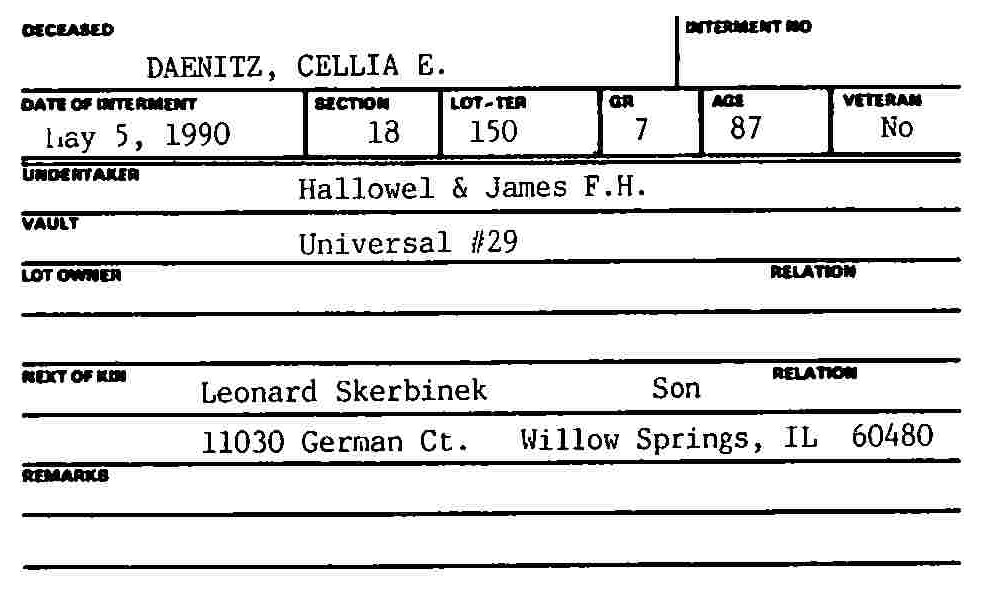 DECEASED INTERMENT NO
DAENITZ, CELLIA E.
DATE OF INTERMENT SECTION LOT-TER GR AGE VETERAN
May 5, 1990 18 150 7 87 No
UNDERTAKER
Hallowel & James F.H.
VAULT
Universal #29
LOT OWNER RELATION
NEXT OF KIN RELATION
Leonard Skerbinek Son
11030 German Ct. Willow Springs, IL 60480
REMARKS